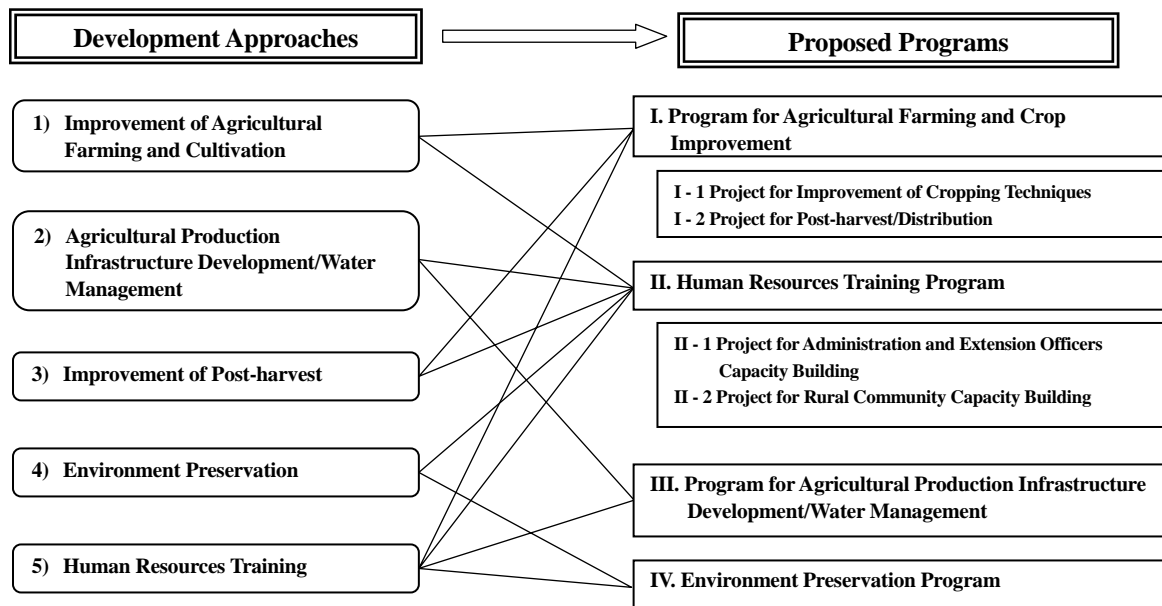 Development Approaches
Proposed Programs
1) Improvement of Agricultural
Farming and Cultivation
2) Agricultural Production
Infrastructure Development/Water
Management
3) Improvement of Post-harvest
4) Environment Preservation
5) Human Resources Training
I. Program for Agricultural Farming and Crop
Improvement
I - 1 Project for Improvement of Cropping Techniques
I - 2 Project for Post-harvest/Distribution
II. Human Resources Training Program
II - 1 Project for Administration and Extension Officers
Capacity Building
II - 2 Project for Rural Community Capacity Building
III. Program for Agricultural Production Infrastructure
Development/Water Management
IV. Environment Preservation Program